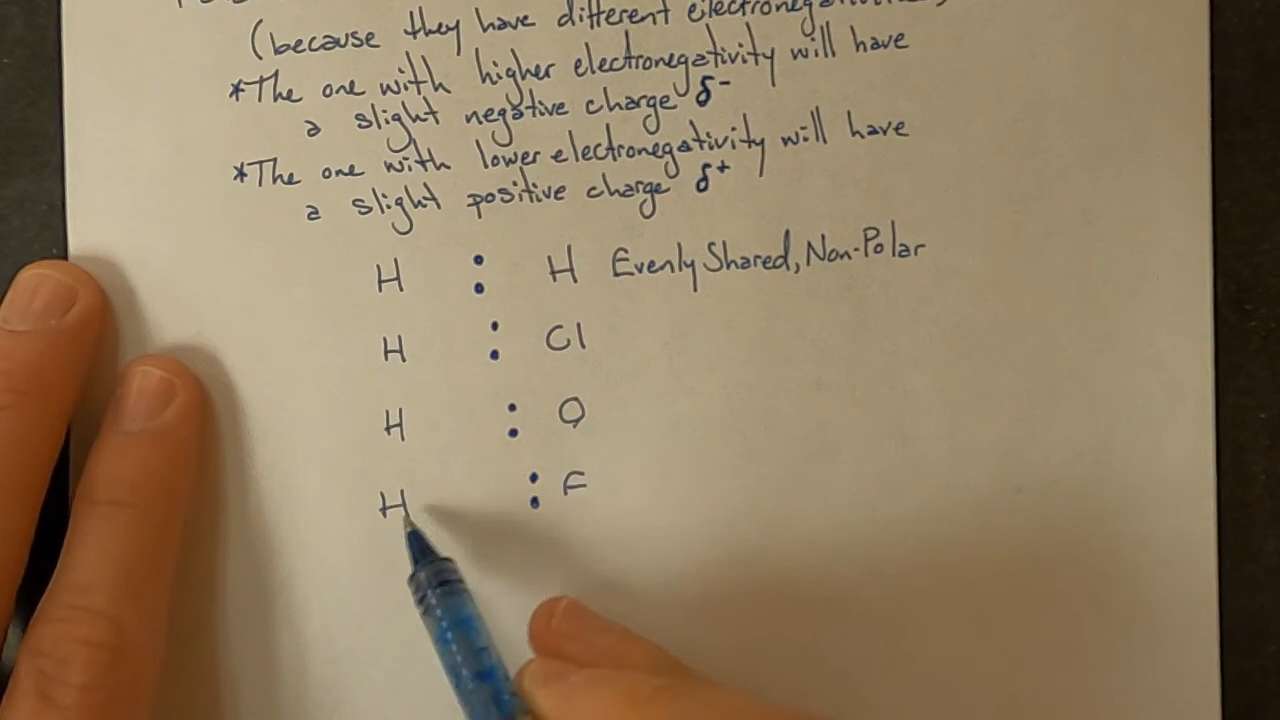 (because they have different
*The one with higher electronegativity will have
a slight negative charge δ-
*The one with lower electronegativity will have
a slight positive charge δ+
H : H Evenly Shared, Non-Polar
H : Cl
H : O
H : F